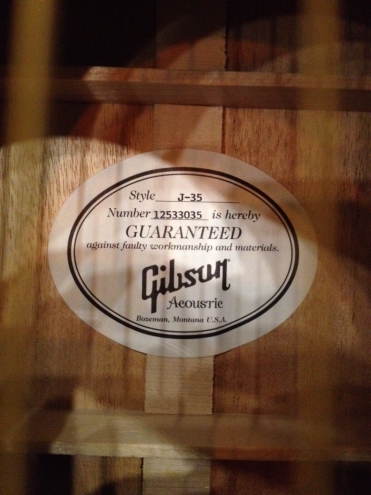 Style J-35
Number 12533035 is hereby
GUARANTEED
against faulty workmanship and materials.
Gibson
Acoustic
Bozeman, Montana U.S.A.